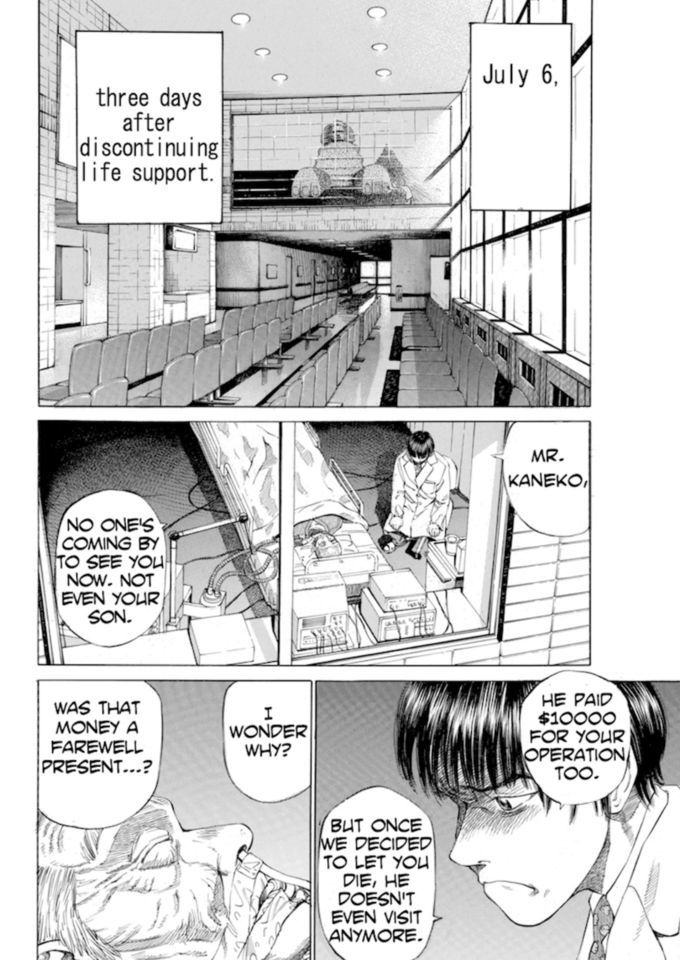 July 6,
three days
after
discontinuing
life support.
MR.
KANEKO,
NO ONE'S
COMING BY
TO SEE YOU
NOW. NOT
EVEN YOUR
SON.
HE PAID
$10000
FOR YOUR
OPERATION
TOO.
BUT ONCE
WE DECIDED
TO LET YOU
DIE, HE
DOESN'T
EVEN VISIT
ANYMORE.
I
WONDER
WHY?
WAS THAT
MONEY A
FAREWELL
PRESENT...?